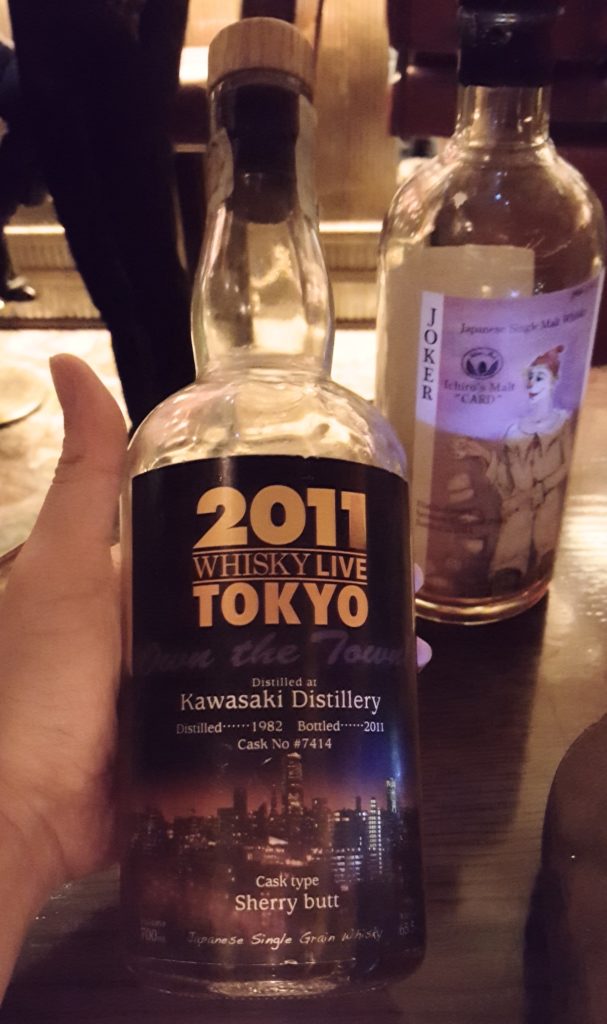 2011
WHISKY LIVE
TOKYO
Own the Town
Distilled at
Kawasaki Distillery
Distilled······1982 Bottled······2011
Cask No #7414
Cask type
Sherry butt
700ml
Japanese Single Grain Whisky
JOKER
Japanese Single Malt Whisky
Ichiro's Malt
"CARD"